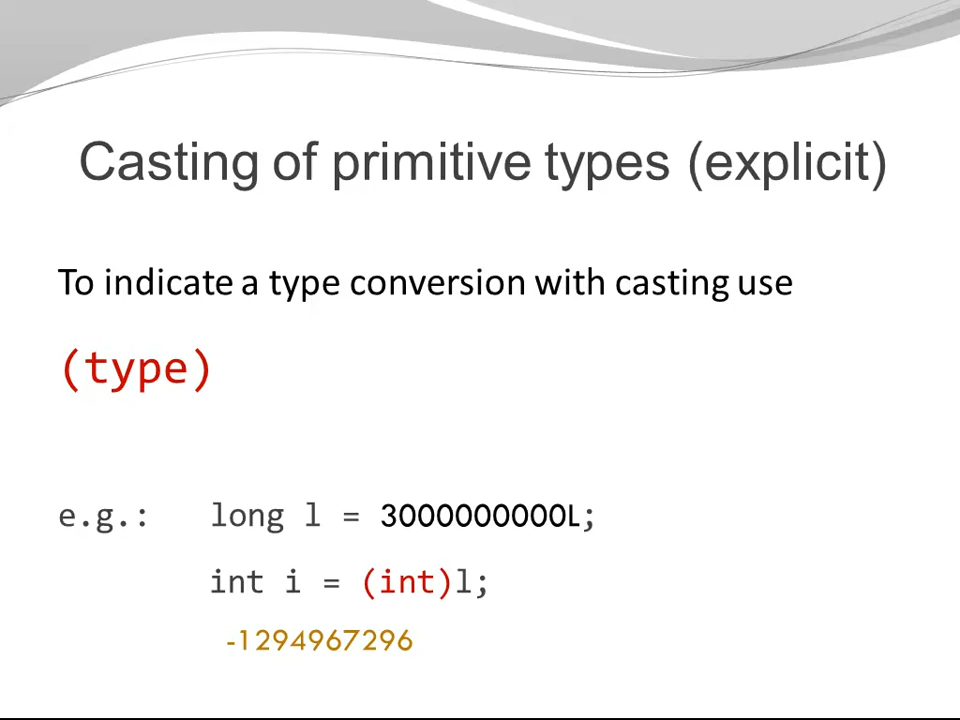 Casting of primitive types (explicit)
To indicate a type conversion with casting use
(type)
e.g.: long l = 3000000000L;
int i = (int)l;
-1294967296